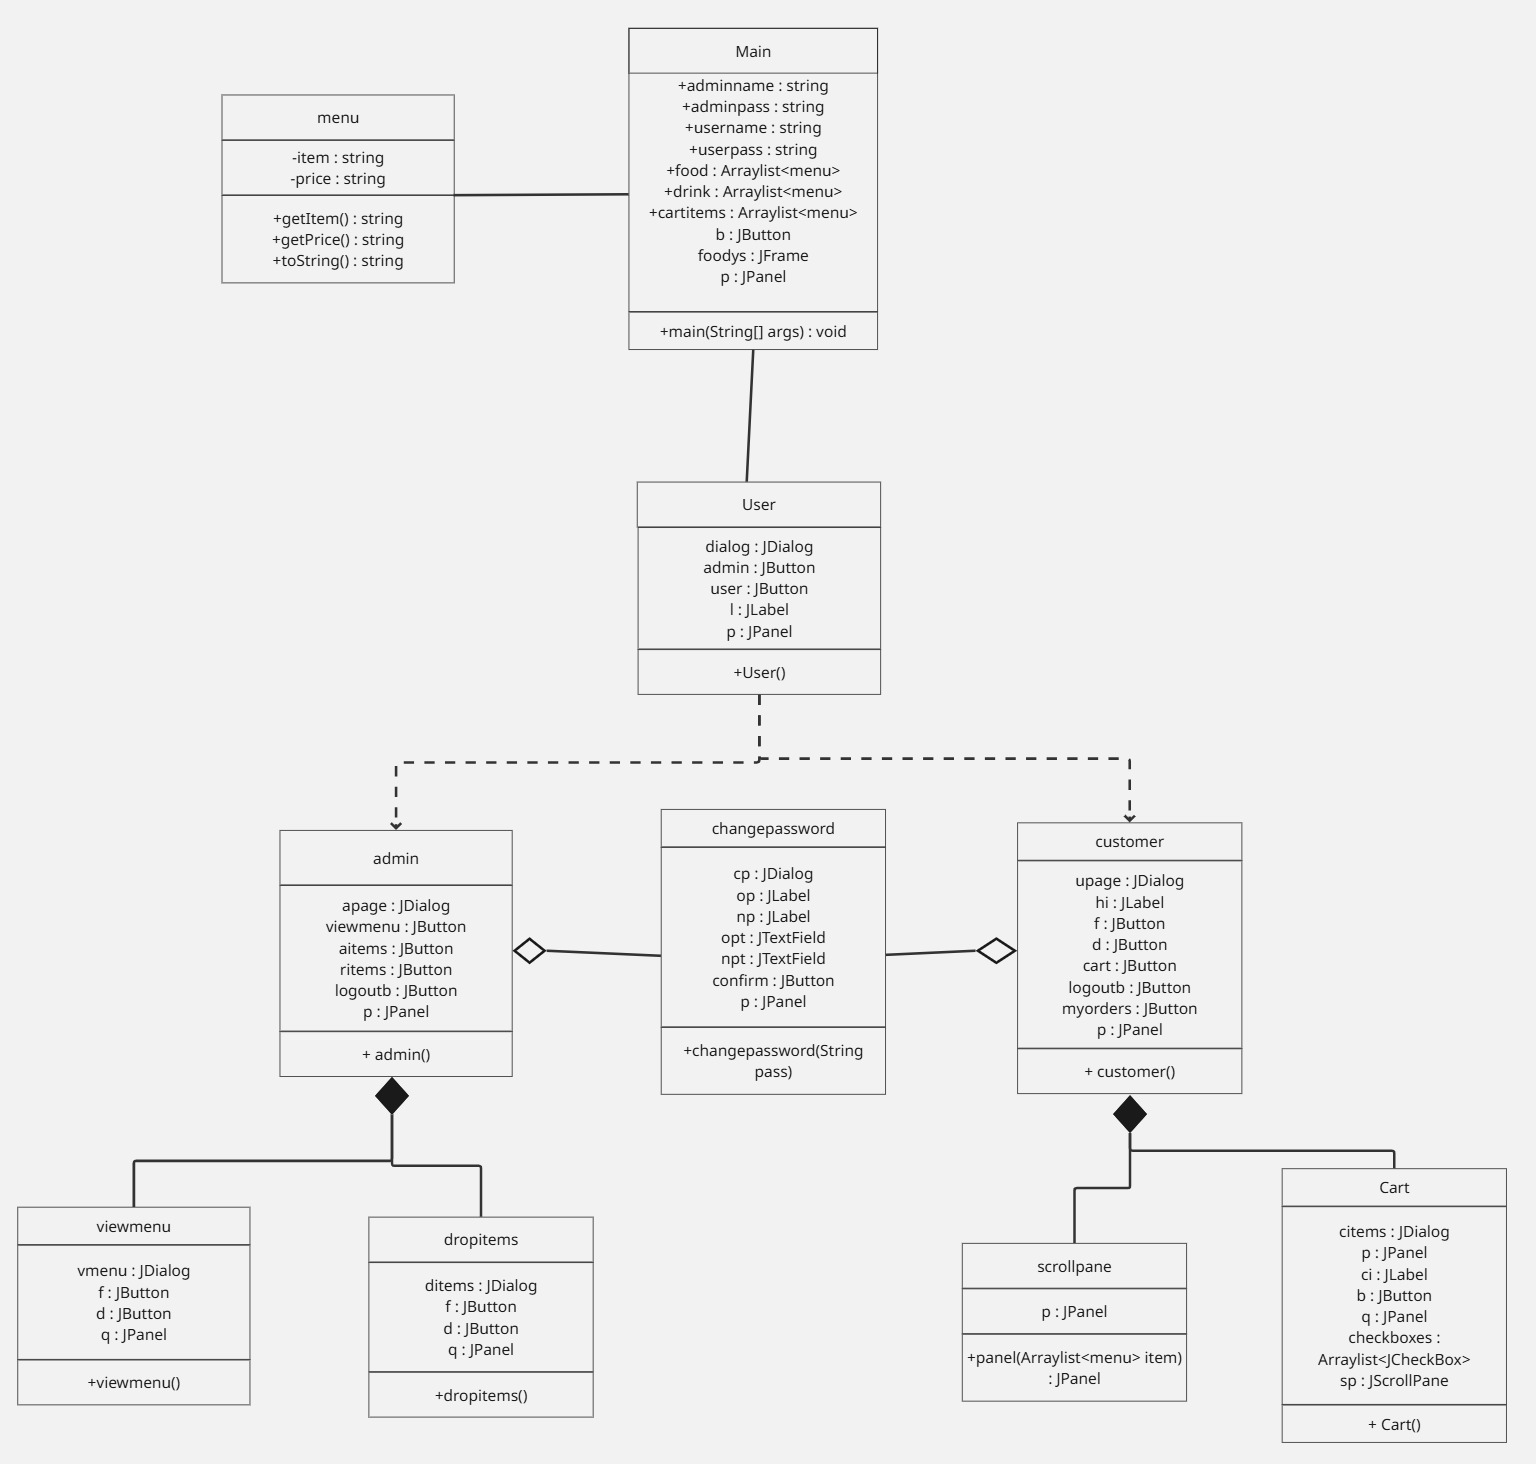 Main
+adminname : string
+adminpass : string
+username : string
+userpass : string
+food : Arraylist<menu>
+drink : Arraylist<menu>
+cartitems : Arraylist<menu>
b : JButton
foodys : JFrame
p : JPanel
+main(String[] args) : void
menu
-item : string
-price : string
+getItem() : string
+getPrice() : string
+toString() : string
User
dialog : JDialog
admin : JButton
user : JButton
l : JLabel
p : JPanel
+User()
admin
apage : JDialog
viewmenu : JButton
aitems : JButton
ritems : JButton
logoutb : JButton
p : JPanel
+ admin()
changepassword
cp : JDialog
op : JLabel
np : JLabel
opt : JTextField
npt : JTextField
confirm : JButton
p : JPanel
+changepassword(String
pass)
customer
upage : JDialog
hi : JLabel
f : JButton
d : JButton
cart : JButton
logoutb : JButton
myorders : JButton
p : JPanel
+ customer()
viewmenu
vmenu : JDialog
f : JButton
d : JButton
q : JPanel
+viewmenu()
dropitems
ditems : JDialog
f : JButton
d : JButton
q : JPanel
+dropitems()
scrollpane
p : JPanel
+panel(Arraylist<menu> item)
: JPanel
Cart
citems : JDialog
p : JPanel
ci : JLabel
b : JButton
q : JPanel
checkboxes :
Arraylist<JCheckBox>
sp : JScrollPane
+ Cart()